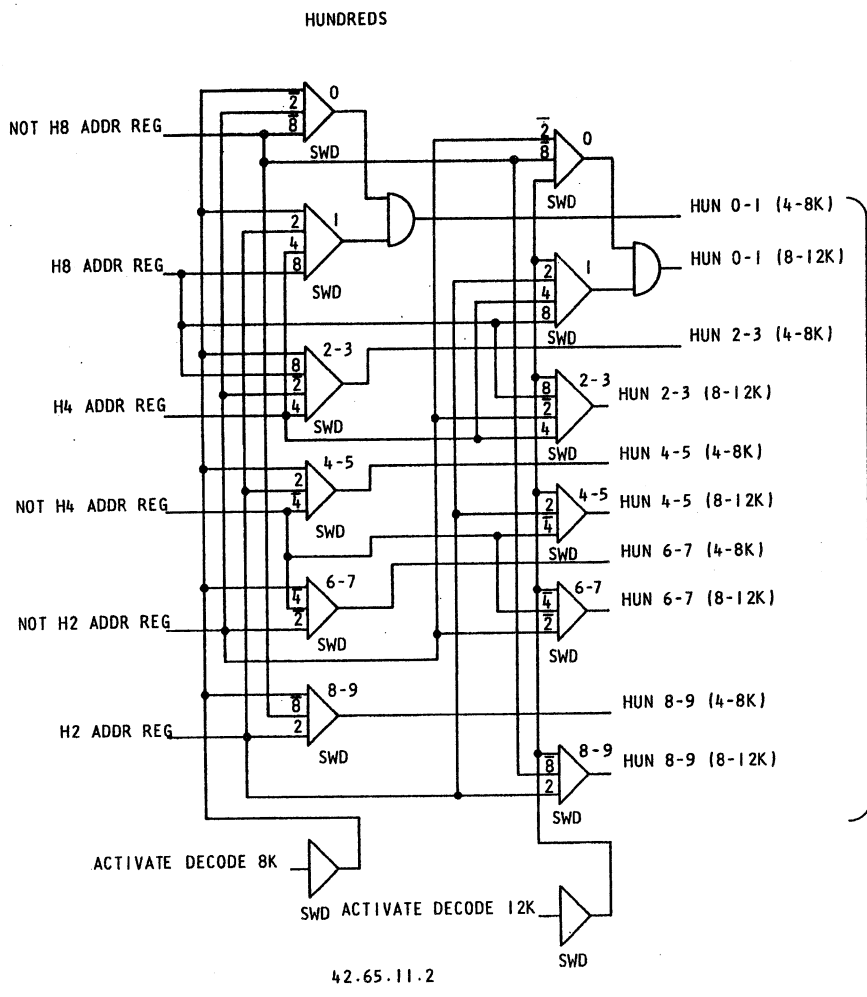 HUNDREDS
0
2̅
8̅
NOT H8 ADDR REG
SWD
0
2̅
8̅
SWD
HUN 0-1 (4-8K)
1
2
4
8
H8 ADDR REG
SWD
HUN 0-1 (8-12K)
1
2
4
8
SWD
HUN 2-3 (4-8K)
2-3
8
2̅
4
H4 ADDR REG
SWD
2-3
8
2̅
4
HUN 2-3 (8-12K)
SWD
HUN 4-5 (4-8K)
4-5
2
4̅
NOT H4 ADDR REG
SWD
4-5
2
4̅
HUN 4-5 (8-12K)
SWD
HUN 6-7 (4-8K)
6-7
4̅
2̅
NOT H2 ADDR REG
SWD
6-7
4̅
2̅
HUN 6-7 (8-12K)
SWD
8-9
8̅
2
H2 ADDR REG
SWD
HUN 8-9 (4-8K)
8-9
8̅
2
HUN 8-9 (8-12K)
SWD
ACTIVATE DECODE 8K
SWD
ACTIVATE DECODE 12K
SWD
42.65.11.2